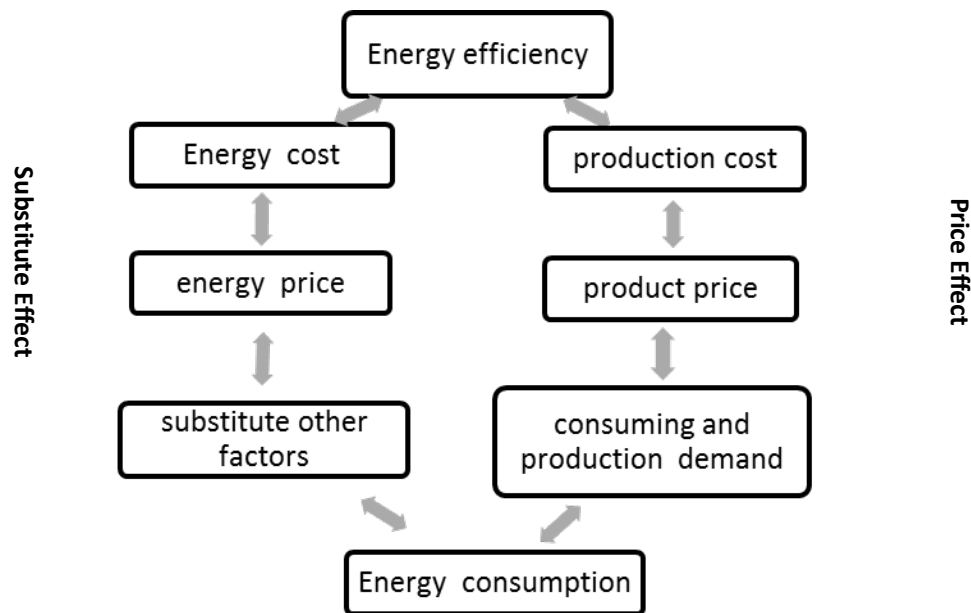 Energy efficiency
Energy cost
production cost
Substitute Effect
Price Effect
energy price
product price
substitute other
factors
consuming and
production demand
Energy consumption